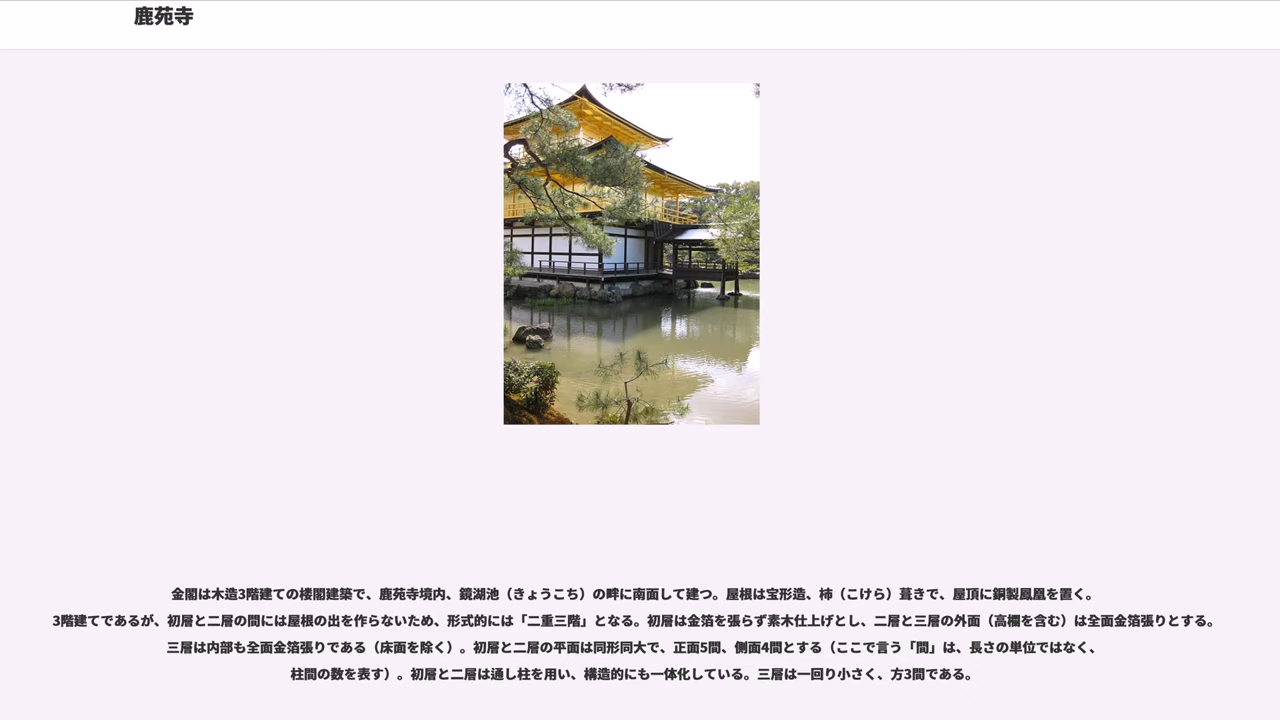 鹿苑寺
金閣は木造3階建ての楼閣建築で、鹿苑寺境内、鏡湖池（きょうこち）の畔に南面して建つ。屋根は宝形造、杮（こけら）葺きで、屋頂に銅製鳳凰を置く。
3階建てであるが、初層と二層の間には屋根の出を作らないため、形式的には「二重三階」となる。初層は金箔を張らず素木仕上げとし、二層と三層の外面（高欄を含む）は全面金箔張りとする。
三層は内部も全面金箔張りである（床面を除く）。初層と二層の平面は同形同大で、正面5間、側面4間とする（ここで言う「間」は、長さの単位ではなく、
柱間の数を表す）。初層と二層は通し柱を用い、構造的にも一体化している。三層は一回り小さく、方3間である。